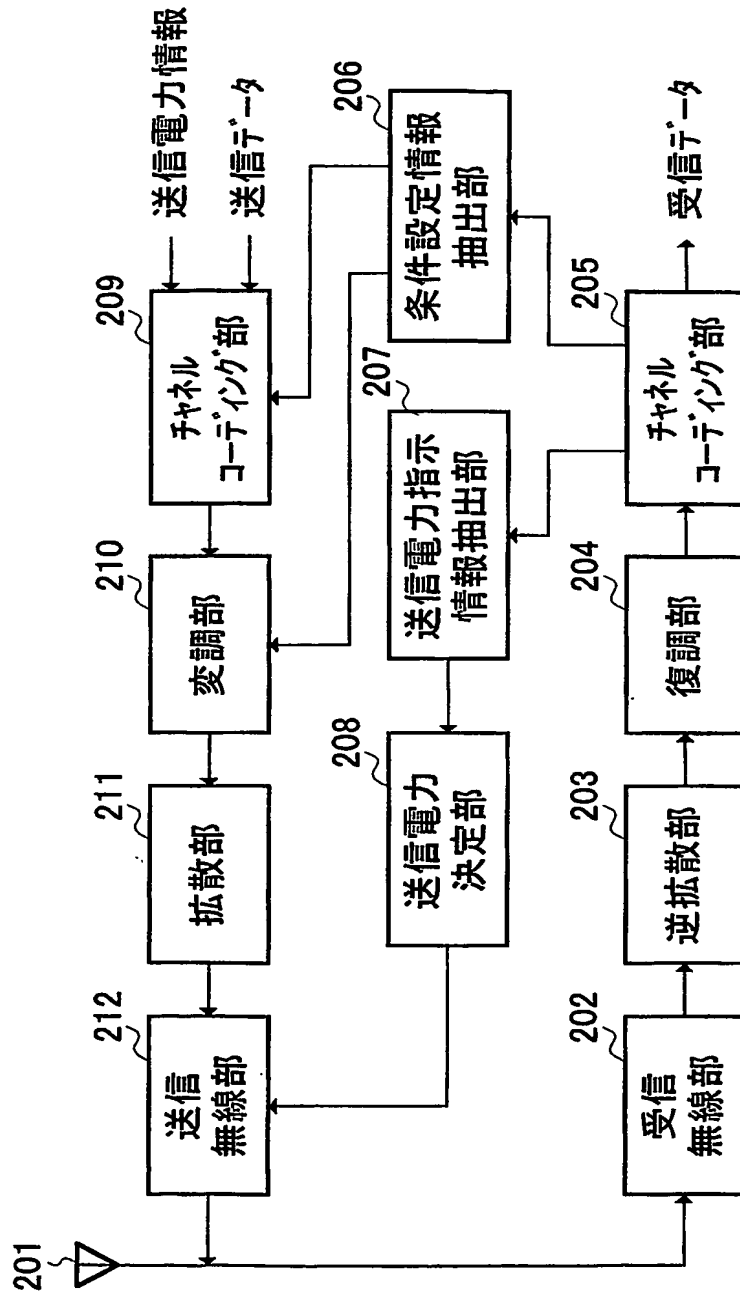 送信電力情報
送信データ
209
チャネル
コーディング部
210
変調部
211
拡散部
212
送信
無線部
201
206
条件設定情報
抽出部
207
送信電力指示
情報抽出部
208
送信電力
決定部
受信データ
205
チャネル
コーディング部
204
復調部
203
逆拡散部
202
受信
無線部